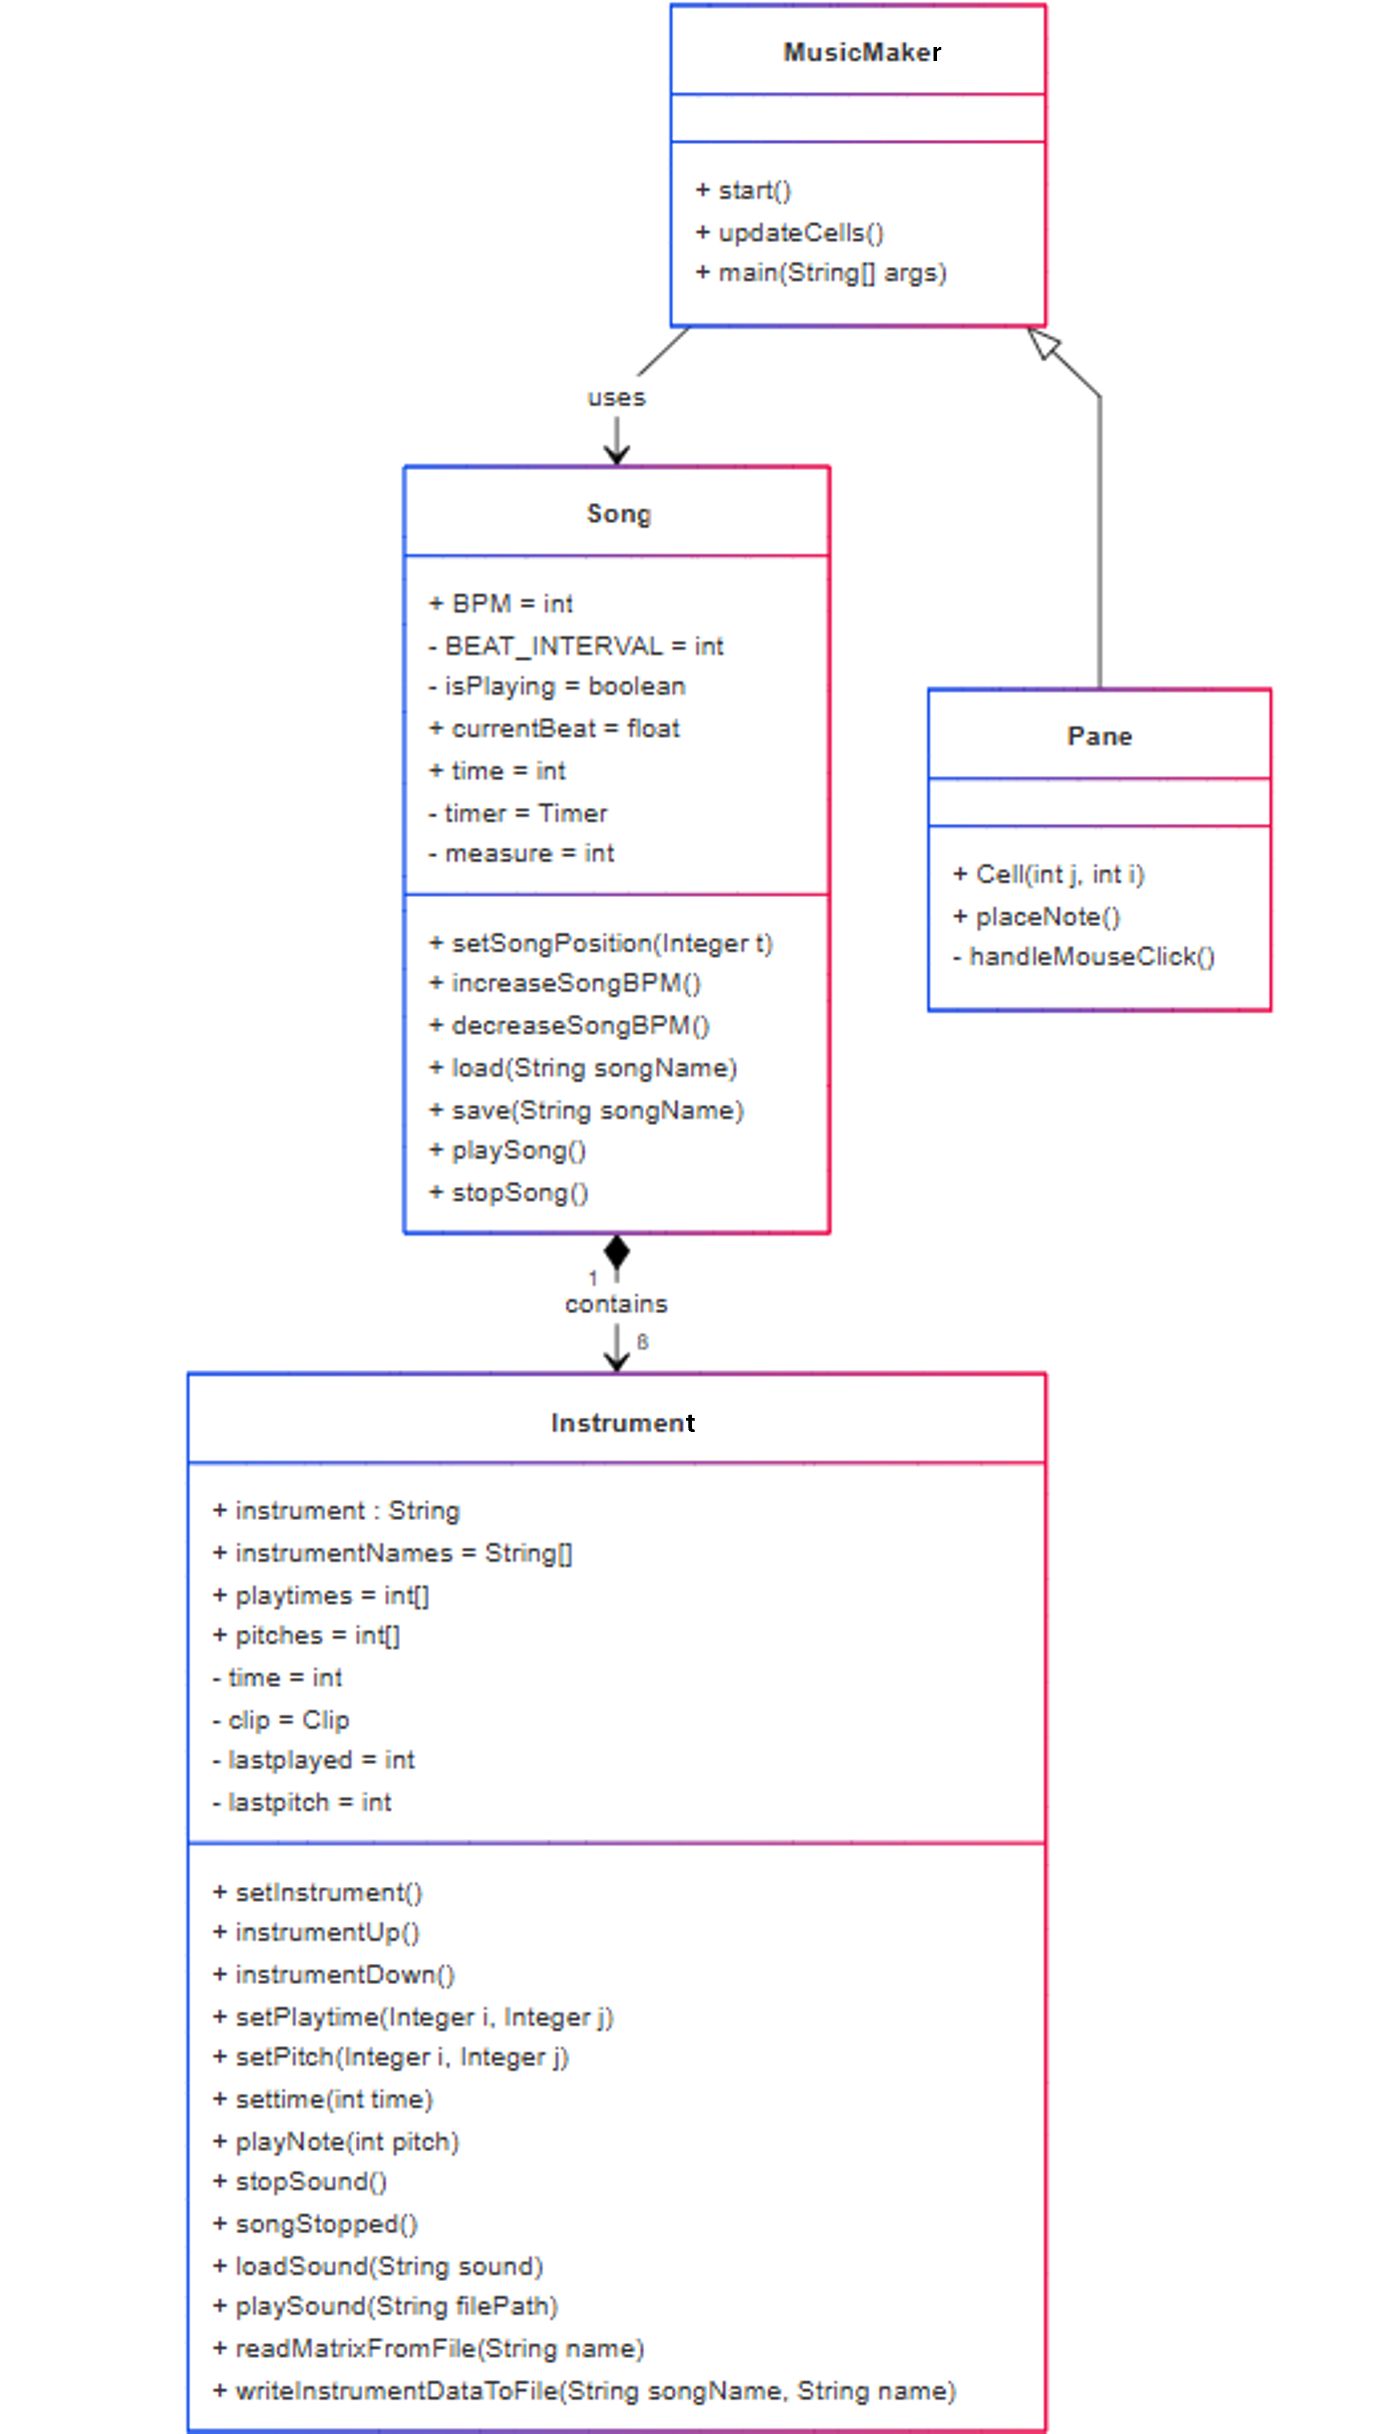 MusicMaker
+ start()
+ updateCells()
+ main(String[] args)
uses
Song
+ BPM = int
- BEAT_INTERVAL = int
- isPlaying = boolean
+ currentBeat = float
+ time = int
- timer = Timer
- measure = int
+ setSongPosition(Integer t)
+ increaseSongBPM()
+ decreaseSongBPM()
+ load(String songName)
+ save(String songName)
+ playSong()
+ stopSong()
Pane
+ Cell(int j, int i)
+ placeNote()
- handleMouseClick()
1
contains
8
Instrument
+ instrument : String
+ instrumentNames = String[]
+ playtimes = int[]
+ pitches = int[]
- time = int
- clip = Clip
- lastplayed = int
- lastpitch = int
+ setInstrument()
+ instrumentUp()
+ instrumentDown()
+ setPlaytime(Integer i, Integer j)
+ setPitch(Integer i, Integer j)
+ settime(int time)
+ playNote(int pitch)
+ stopSound()
+ songStopped()
+ loadSound(String sound)
+ playSound(String filePath)
+ readMatrixFromFile(String name)
+ writeInstrumentDataToFile(String songName, String name)